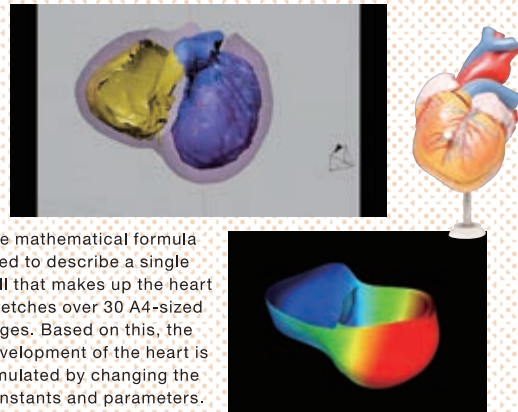 e mathematical formula
ed to describe a single
ll that makes up the heart
etches over 30 A4-sized
ges. Based on this, the
velopment of the heart is
mulated by changing the
nstants and parameters.